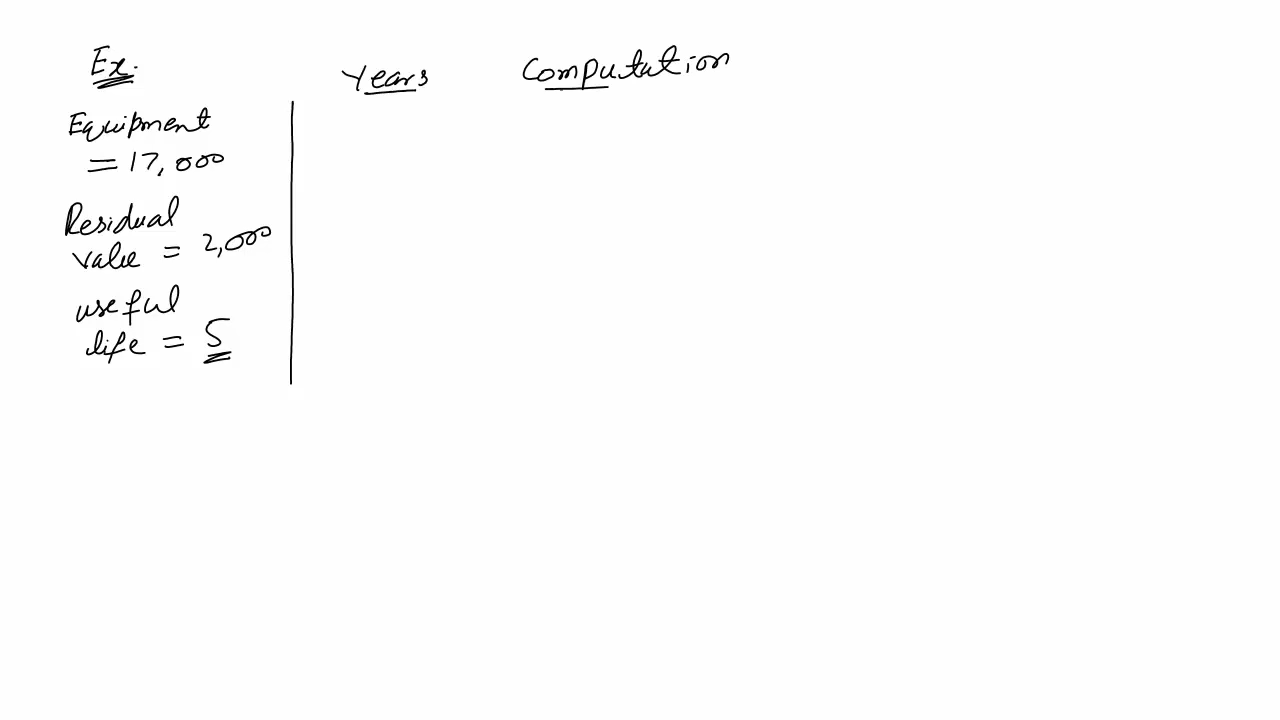 Ex.
Years Computation
Equipment
= 17,000
Residual
value = 2,000
useful
life = 5